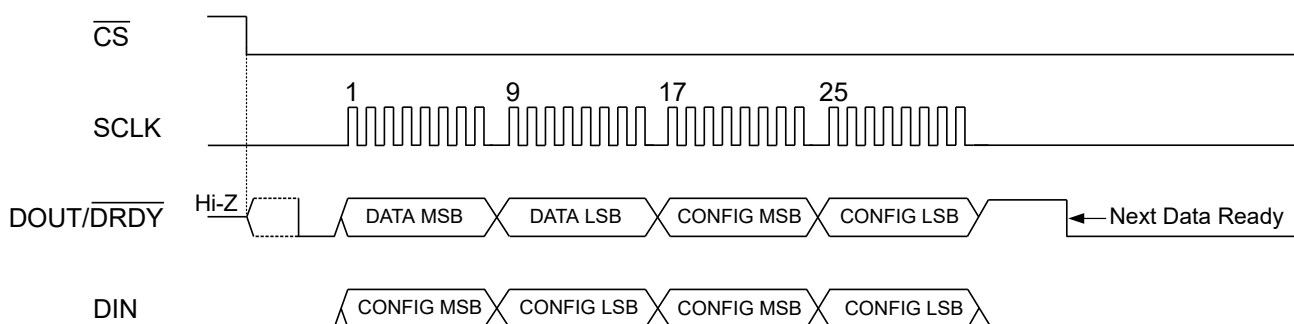 CS
1 9 17 25
SCLK
Hi-Z
DOUT/DRDY DATA MSB DATA LSB CONFIG MSB CONFIG LSB Next Data Ready
DIN CONFIG MSB CONFIG LSB CONFIG MSB CONFIG LSB